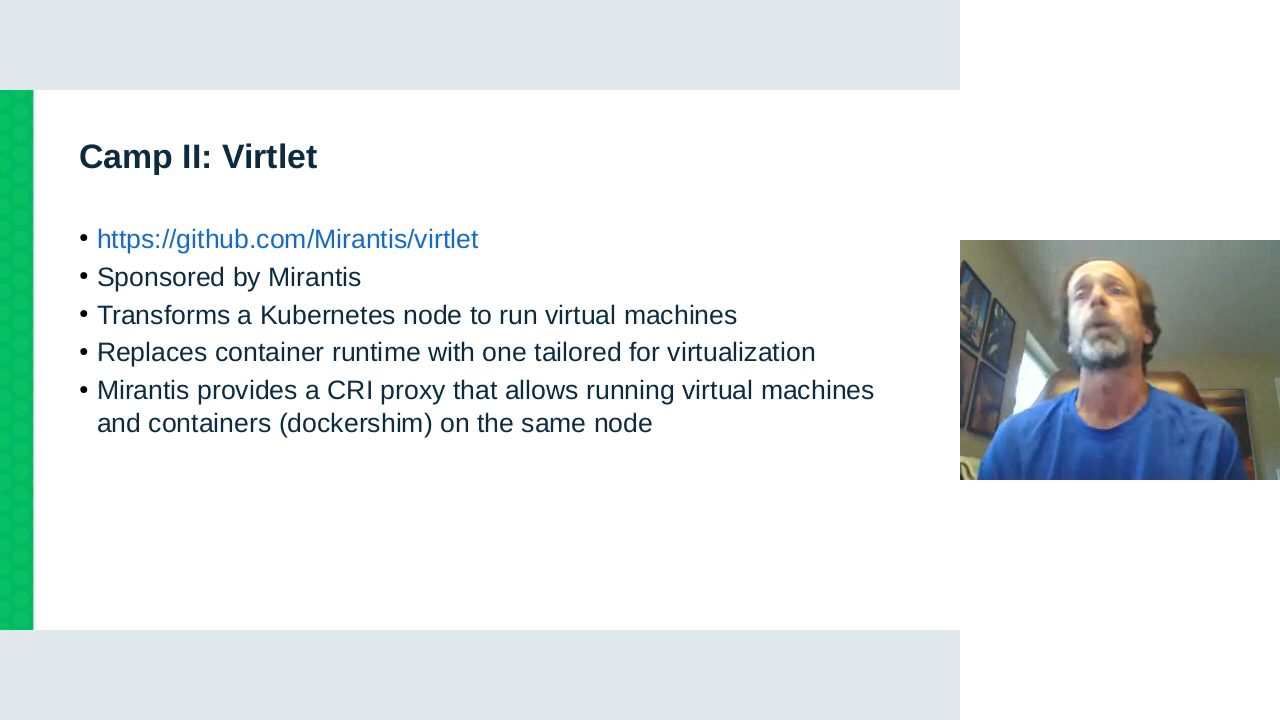 Camp II: Virtlet
• https://github.com/Mirantis/virtlet
• Sponsored by Mirantis
• Transforms a Kubernetes node to run virtual machines
• Replaces container runtime with one tailored for virtualization
• Mirantis provides a CRI proxy that allows running virtual machines
and containers (dockershim) on the same node